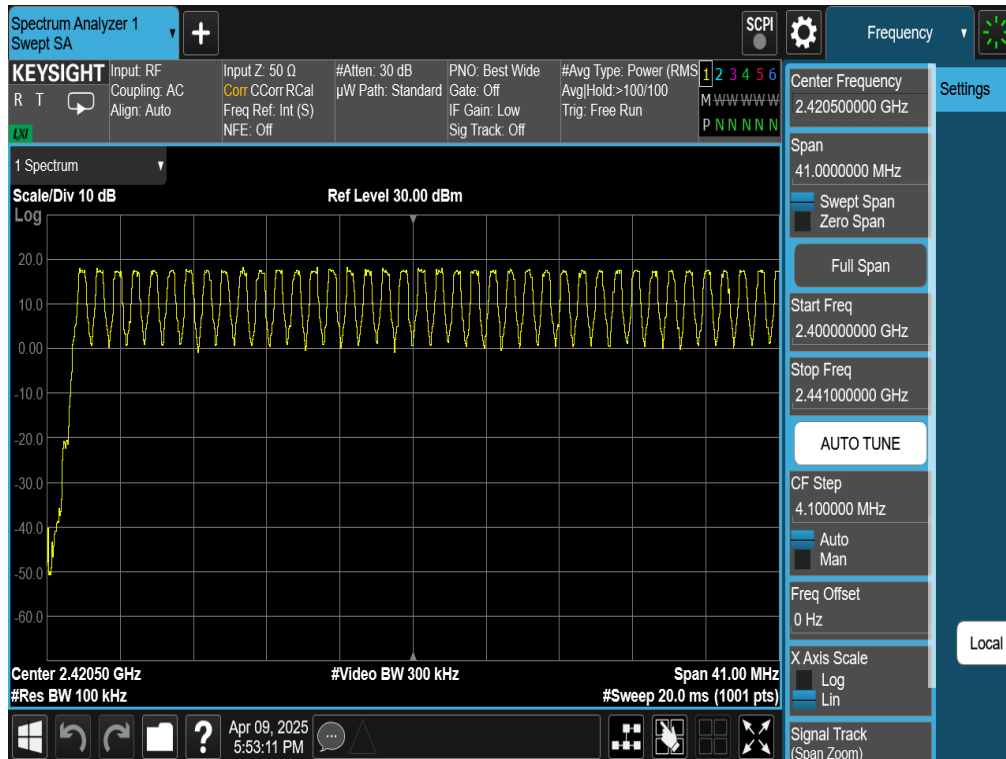 Spectrum Analyzer 1
Swept SA
+
SCPI
Frequency
KEYSIGHT
R T
LXI
Input: RF
Coupling: AC
Align: Auto
Input Z: 50 Ω
Corr CCorr RCal
Freq Ref: Int (S)
NFE: Off
#Atten: 30 dB
µW Path: Standard
PNO: Best Wide
Gate: Off
IF Gain: Low
Sig Track: Off
#Avg Type: Power (RMS
Avg|Hold:>100/100
Trig: Free Run
1 2 3 4 5 6
M W W W W W
P N N N N N
1 Spectrum
Scale/Div 10 dB
Ref Level 30.00 dBm
Log
20.0
10.0
0.00
-10.0
-20.0
-30.0
-40.0
-50.0
-60.0
Center 2.42050 GHz
#Video BW 300 kHz
Span 41.00 MHz
#Res BW 100 kHz
#Sweep 20.0 ms (1001 pts)
Center Frequency
2.420500000 GHz
Settings
Span
41.0000000 MHz
Swept Span
Zero Span
Full Span
Start Freq
2.400000000 GHz
Stop Freq
2.441000000 GHz
AUTO TUNE
CF Step
4.100000 MHz
Auto
Man
Freq Offset
0 Hz
Local
X Axis Scale
Log
Lin
Signal Track
(Span Zoom)
?
Apr 09, 2025
5:53:11 PM